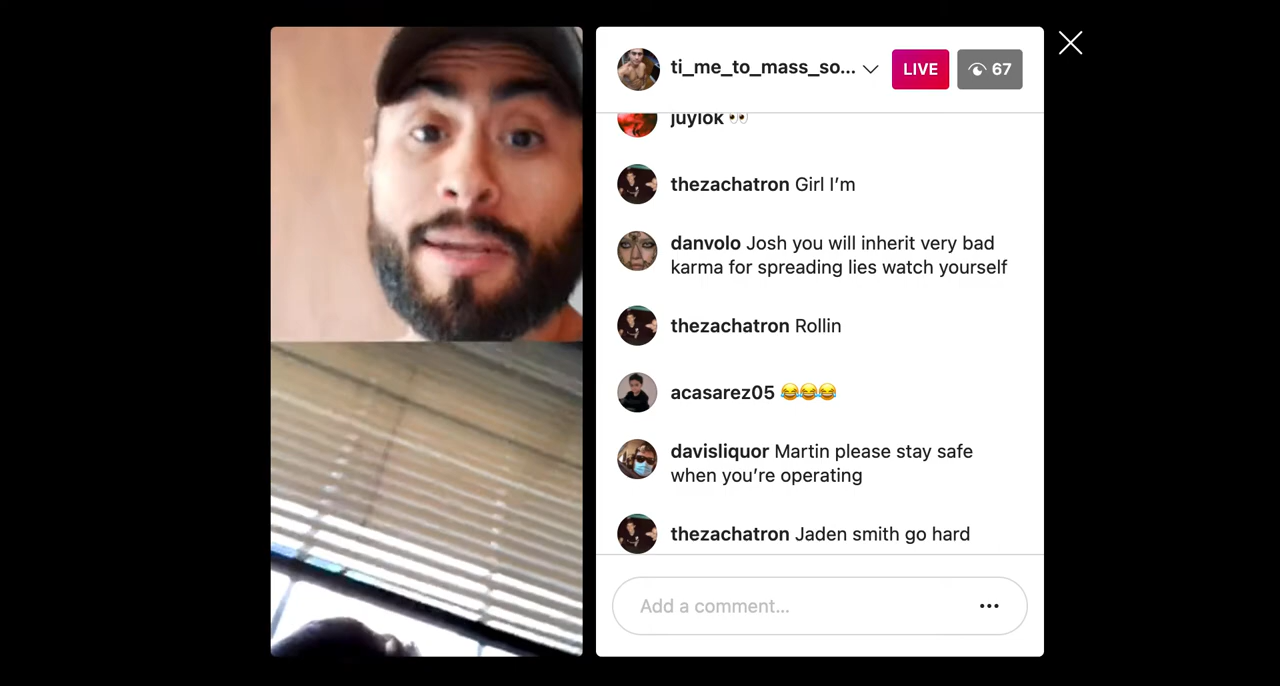 ti_me_to_mass_so...
LIVE
67
juylok 👀
thezachatron Girl I’m
danvolo Josh you will inherit very bad
karma for spreading lies watch yourself
thezachatron Rollin
acasarez05 😂😂😂
davisliquor Martin please stay safe
when you’re operating
thezachatron Jaden smith go hard
Add a comment...